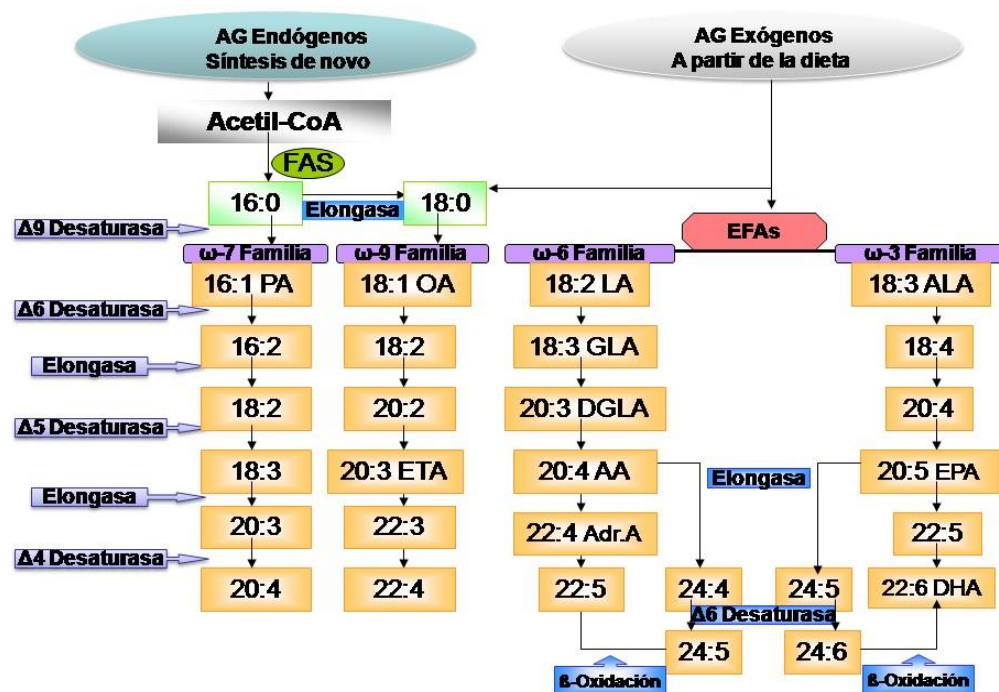 AG Endógenos
Síntesis de novo
AG Exógenos
A partir de la dieta
Acetil-CoA
FAS
16:0
Elongasa
18:0
Δ9 Desaturasa
EFAs
ω-7 Familia
ω-9 Familia
ω-6 Familia
ω-3 Familia
16:1 PA
18:1 OA
18:2 LA
18:3 ALA
Δ6 Desaturasa
16:2
18:2
18:3 GLA
18:4
Elongasa
18:2
20:2
20:3 DGLA
20:4
Δ5 Desaturasa
18:3
20:3 ETA
20:4 AA
Elongasa
20:5 EPA
Elongasa
20:3
22:3
22:4 Adr.A
22:5
Δ4 Desaturasa
20:4
22:4
22:5
24:4
24:5
22:6 DHA
Δ6 Desaturasa
24:5
24:6
ß-Oxidación
ß-Oxidación